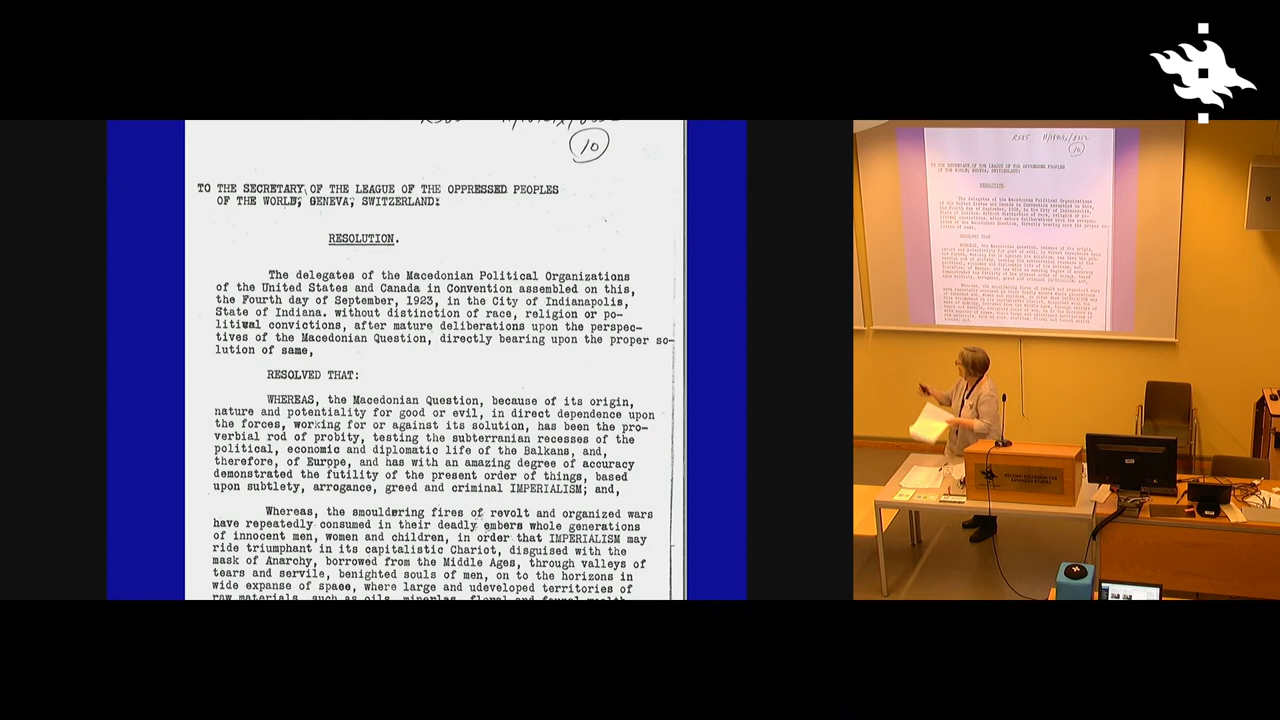 10
TO THE SECRETARY OF THE LEAGUE OF THE OPPRESSED PEOPLES
OF THE WORLD, GENEVA, SWITZERLAND:
RESOLUTION.
The delegates of the Macedonian Political Organizations
of the United States and Canada in Convention assembled on this,
the Fourth day of September, 1923, in the City of Indianapolis,
State of Indiana. without distinction of race, religion or po-
litiwal convictions, after mature deliberations upon the perspec-
tives of the Macedonian Question, directly bearing upon the proper so-
lution of same,
RESOLVED THAT:
WHEREAS, the Macedonian Question, because of its origin,
nature and potentiality for good or evil, in direct dependence upon
the forces, working for or against its solution, has been the pro-
verbial rod of probity, testing the subterranian recesses of the
political, economic and diplomatic life of the Balkans, and,
therefore, of Europe, and has with an amazing degree of accuracy
demonstrated the futility of the present order of things, based
upon subtlety, arrogance, greed and criminal IMPERIALISM; and,
Whereas, the smouldering fires of revolt and organized wars
have repeatedly consumed in their deadly embers whole generations
of innocent men, women and children, in order that IMPERIALISM may
ride triumphant in its capitalistic Chariot, disguised with the
mask of Anarchy, borrowed from the Middle Ages, through valleys of
tears and servile, benighted souls of men, on to the horizons in
wide expanse of space, where large and udeveloped territories of
raw materials, such as oils,
HELSINKI COLLEGIUM FOR
ADVANCED STUDIES